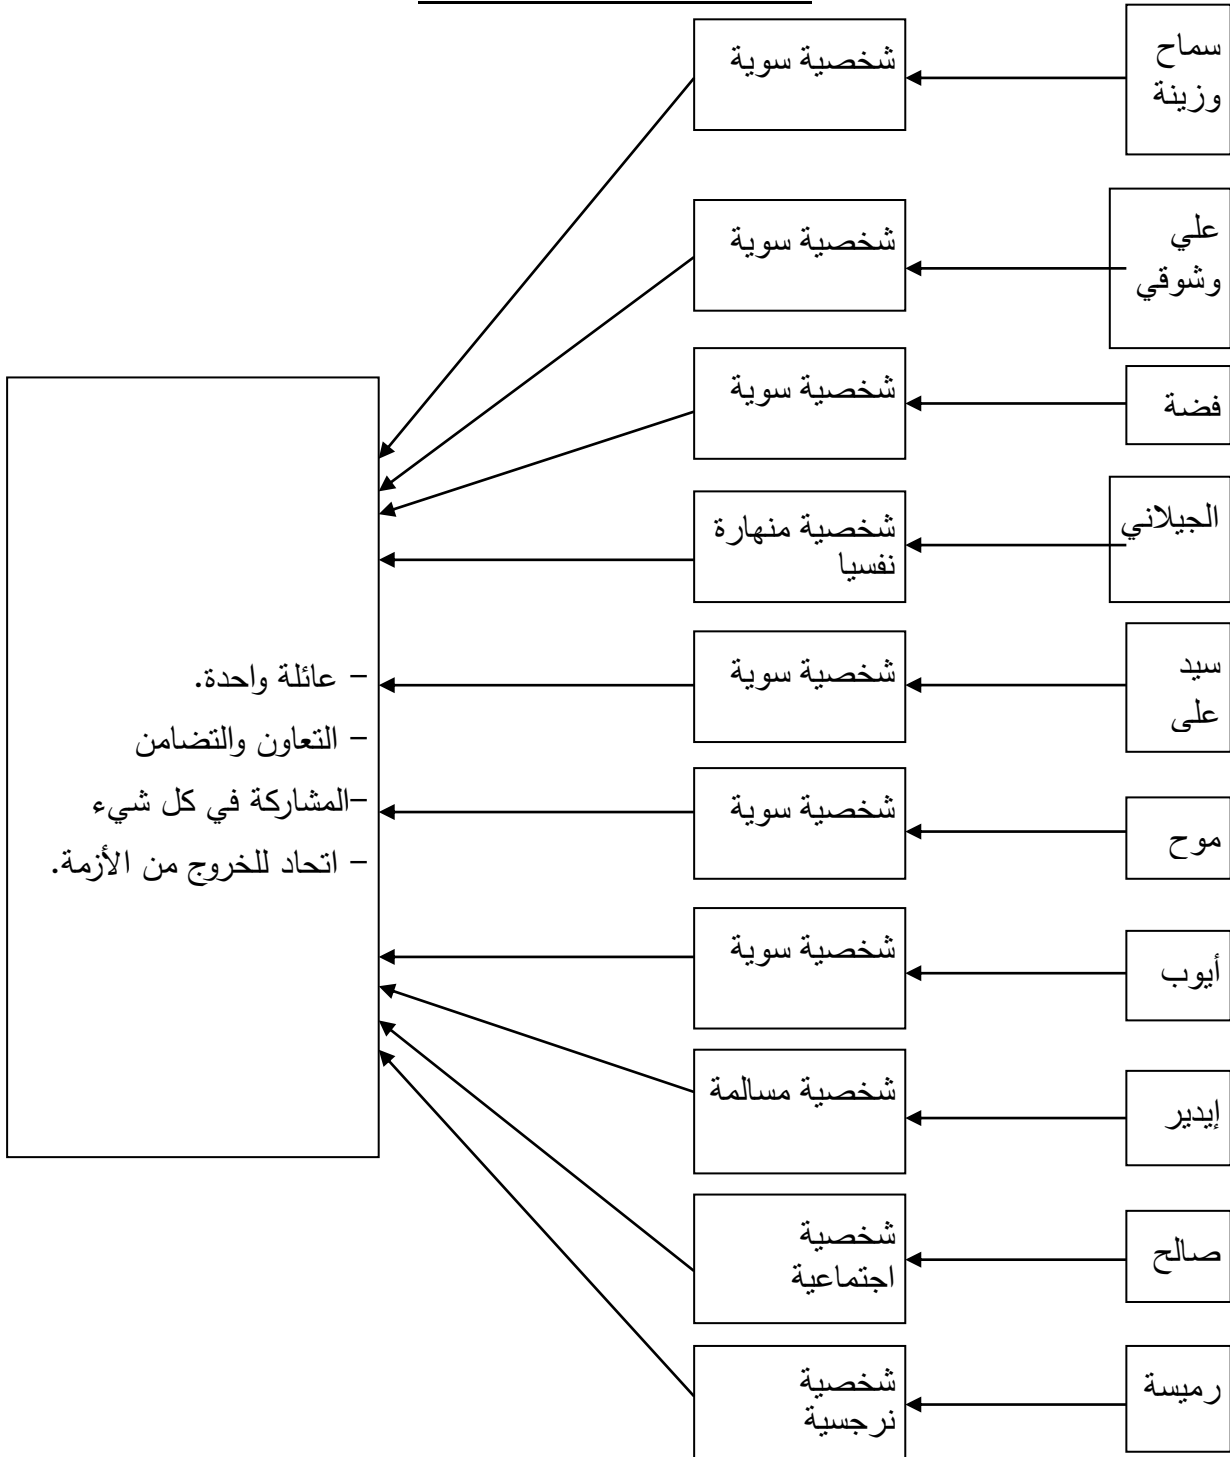 سماح
وزينة
شخصية سوية
علي
وشوقي
شخصية سوية
فضة
شخصية سوية
الجيلاني
شخصية منهارة
نفسيا
سيد
على
شخصية سوية
موح
شخصية سوية
أيوب
شخصية سوية
إيدير
شخصية مسالمة
صالح
شخصية
اجتماعية
رميسة
شخصية
نرجسية
– عائلة واحدة.
– التعاون والتضامن
–المشاركة في كل شيء
– اتحاد للخروج من الأزمة.